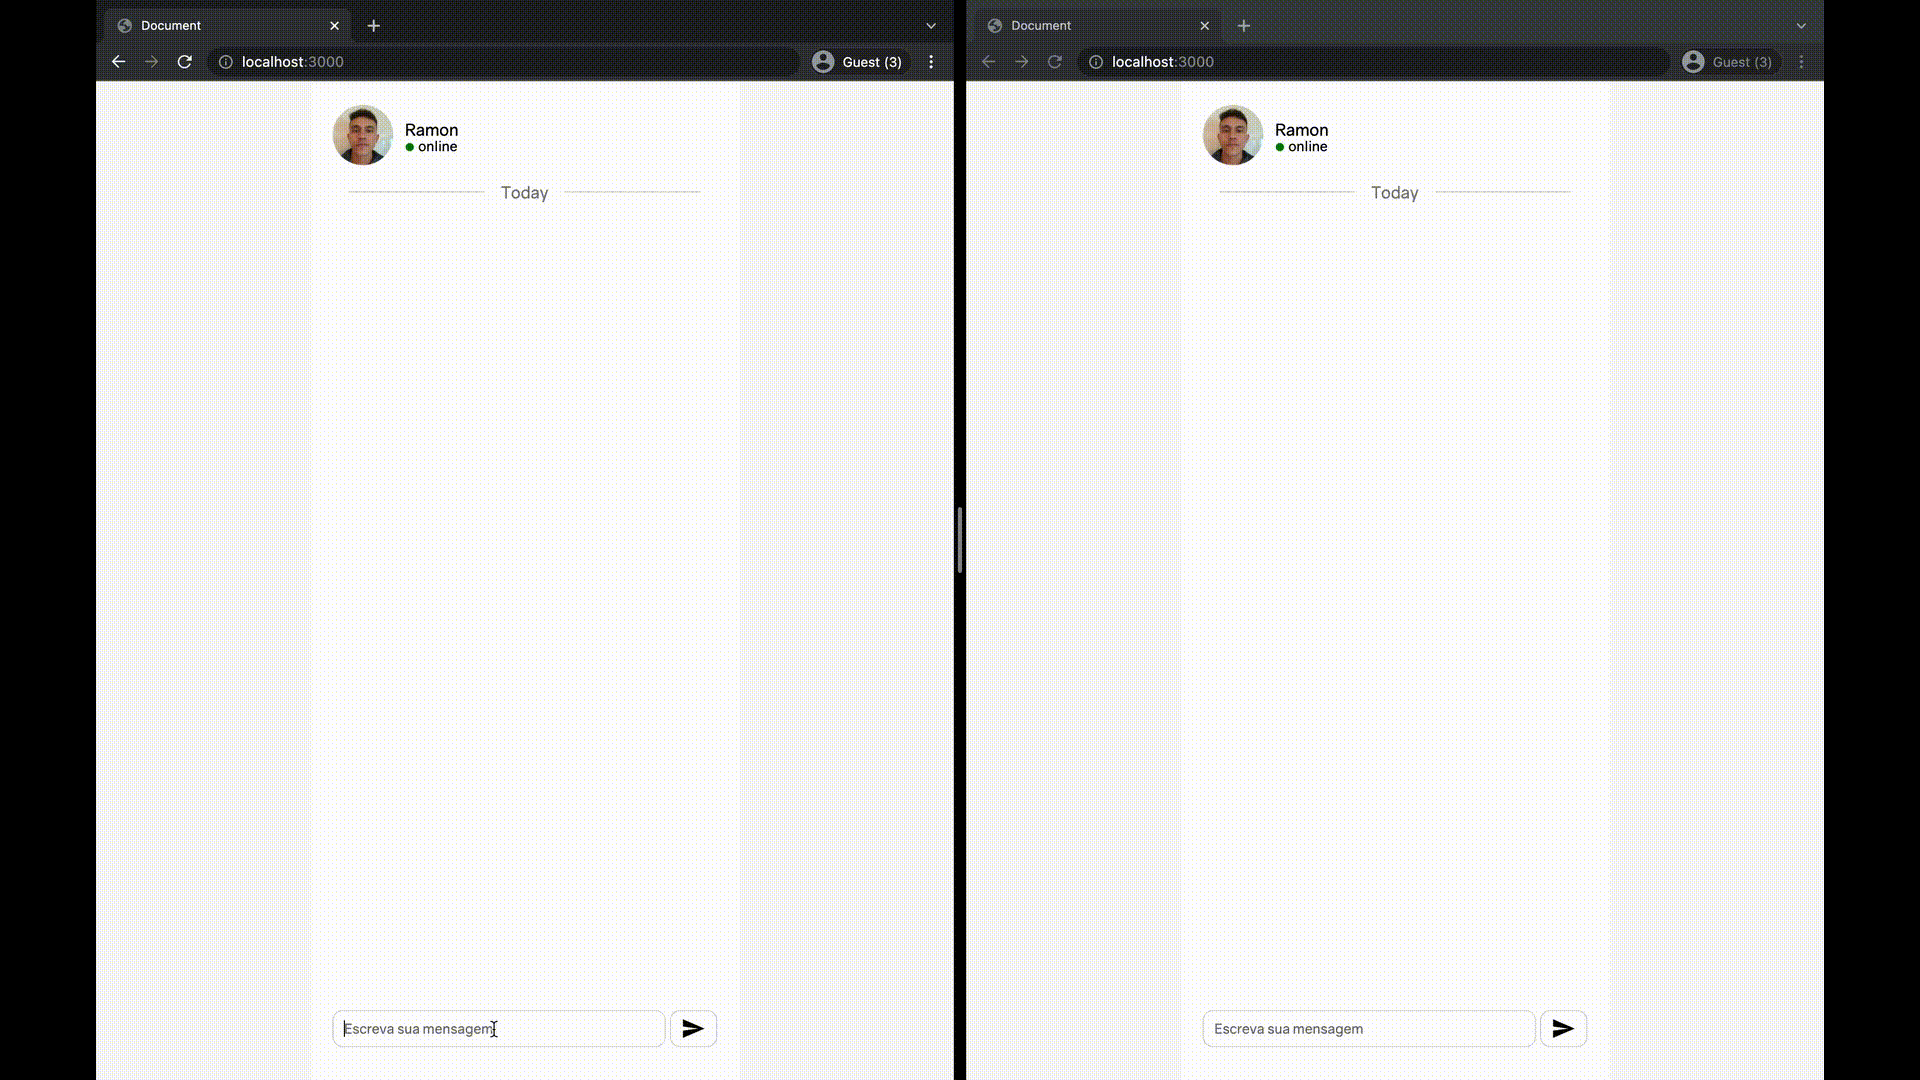 Document
localhost:3000
Guest (3)
Ramon
online
Today
Escreva sua mensagem
Document
localhost:3000
Guest (3)
Ramon
online
Today
Escreva sua mensagem